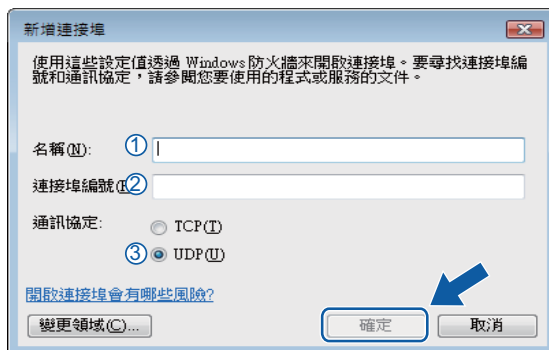 新增連接埠
使用這些設定值透過 Windows 防火牆來開啟連接埠。要尋找連接埠編
號和通訊協定，請參閱您要使用的程式或服務的文件。
名稱(N): ①
連接埠編號(P ②
通訊協定: TCP(T)
③ UDP(U)
開啟連接埠會有哪些風險?
變更領域(C)... 確定 取消